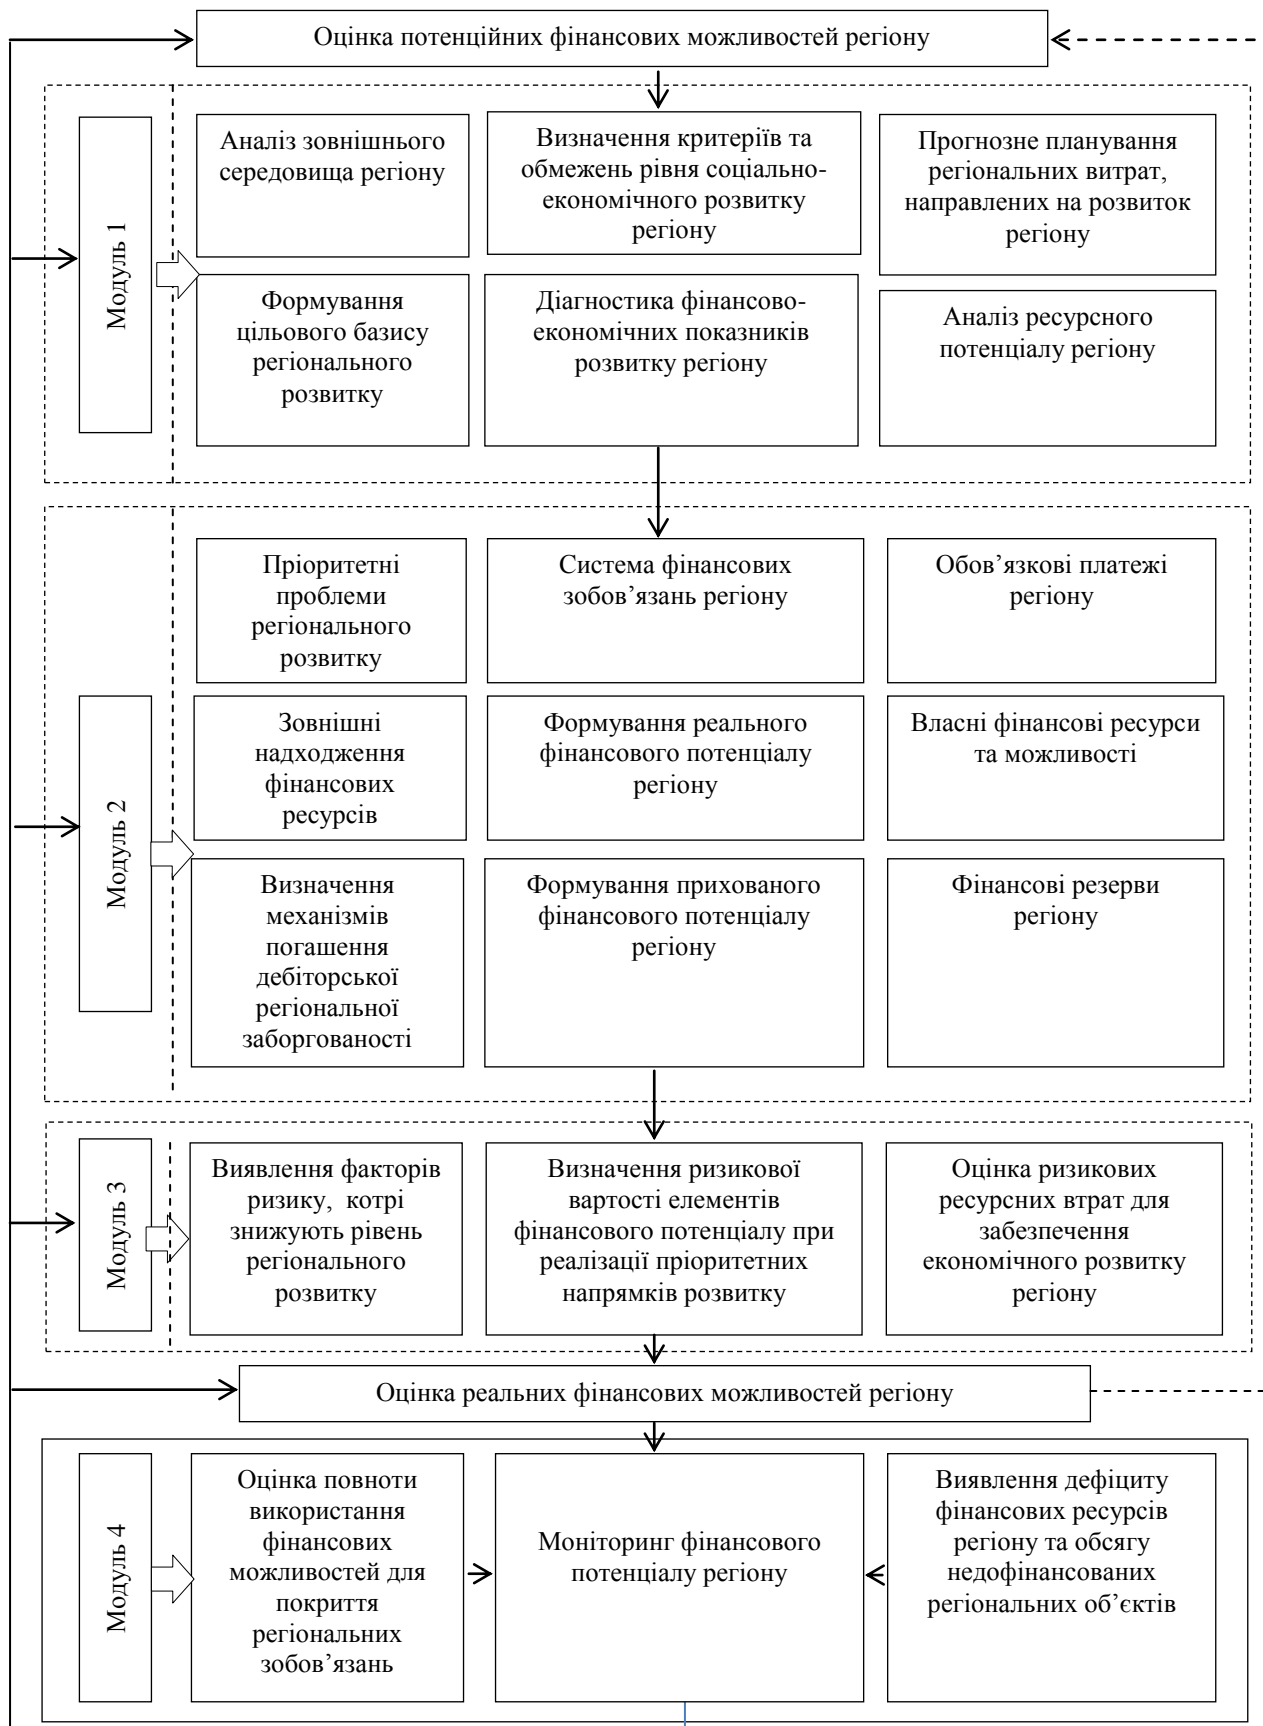 Оцінка потенційних фінансових можливостей регіону
Модуль 1
Аналіз зовнішнього
середовища регіону
Визначення критеріїв та
обмежень рівня соціально-
економічного розвитку
регіону
Прогнозне планування
регіональних витрат,
направлених на розвиток
регіону
Формування
цільового базису
регіонального
розвитку
Діагностика фінансово-
економічних показників
розвитку регіону
Аналіз ресурсного
потенціалу регіону
Модуль 2
Пріоритетні
проблеми
регіонального
розвитку
Система фінансових
зобов’язань регіону
Обов’язкові платежі
регіону
Зовнішні
надходження
фінансових
ресурсів
Формування реального
фінансового потенціалу
регіону
Власні фінансові ресурси
та можливості
Визначення
механізмів
погашення
дебіторської
регіональної
заборгованості
Формування прихованого
фінансового потенціалу
регіону
Фінансові резерви
регіону
Модуль 3
Виявлення факторів
ризику, котрі
знижують рівень
регіонального
розвитку
Визначення ризикової
вартості елементів
фінансового потенціалу при
реалізації пріоритетних
напрямків розвитку
Оцінка ризикових
ресурсних втрат для
забезпечення
економічного розвитку
регіону
Оцінка реальних фінансових можливостей регіону
Модуль 4
Оцінка повноти
використання
фінансових
можливостей для
покриття
регіональних
зобов’язань
Моніторинг фінансового
потенціалу регіону
Виявлення дефіциту
фінансових ресурсів
регіону та обсягу
недофінансованих
регіональних об’єктів